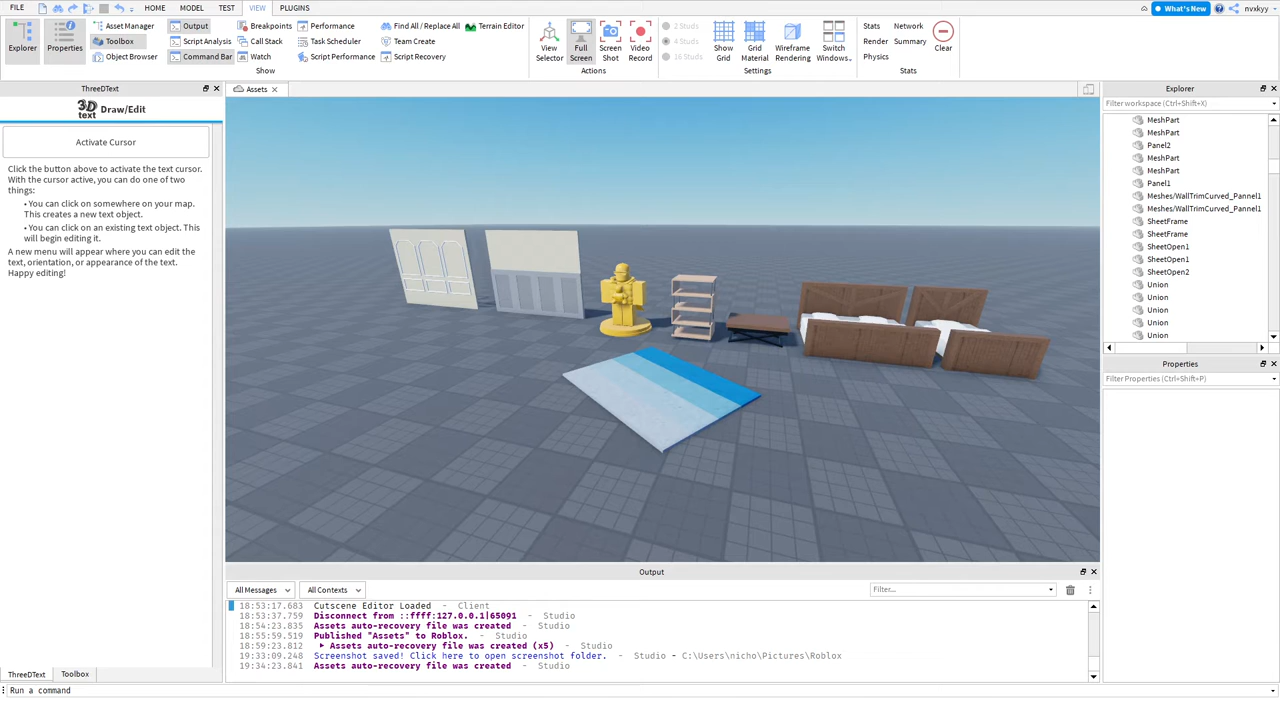 FILE HOME MODEL TEST VIEW PLUGINS What's New nvxkyy
Explorer Properties Asset Manager Output Breakpoints Performance Find All / Replace All Terrain Editor 2 Studs Stats Network
Toolbox Script Analysis Call Stack Task Scheduler Team Create View Selector Full Screen Screen Shot Video Record 4 Studs Show Grid Grid Material Wireframe Rendering Switch Windows... Render Summary Clear
Object Browser Command Bar Watch Script Performance Script Recovery 16 Studs Physics
Show Actions Settings Stats
ThreeDText Assets Explorer
3D text Draw/Edit
Filter workspace (Ctrl+Shift+X)
Activate Cursor
Click the button above to activate the text cursor.
With the cursor active, you can do one of two
things:
• You can click on somewhere on your map.
This creates a new text object.
• You can click on an existing text object. This
will begin editing it.
A new menu will appear where you can edit the
text, orientation, or appearance of the text.
Happy editing!
MeshPart
MeshPart
Panel2
MeshPart
MeshPart
Panel1
Meshes/WallTrimCurved_Pannel1
Meshes/WallTrimCurved_Pannel1
SheetFrame
SheetFrame
SheetOpen1
SheetOpen1
SheetOpen2
Union
Union
Union
Union
Union
Properties
Filter Properties (Ctrl+Shift+P)
Output
All Messages All Contexts Filter...
18:53:17.683 Cutscene Editor Loaded - Client
18:53:37.759 Disconnect from ::ffff:127.0.0.1|65091 - Studio
18:54:23.835 Assets auto-recovery file was created - Studio
18:55:59.519 Published "Assets" to Roblox. - Studio
18:59:23.812 Assets auto-recovery file was created (x5) - Studio
19:33:09.248 Screenshot saved! Click here to open screenshot folder. - Studio - C:\Users\nicho\Pictures\Roblox
19:34:23.841 Assets auto-recovery file was created - Studio
ThreeDText Toolbox
Run a command